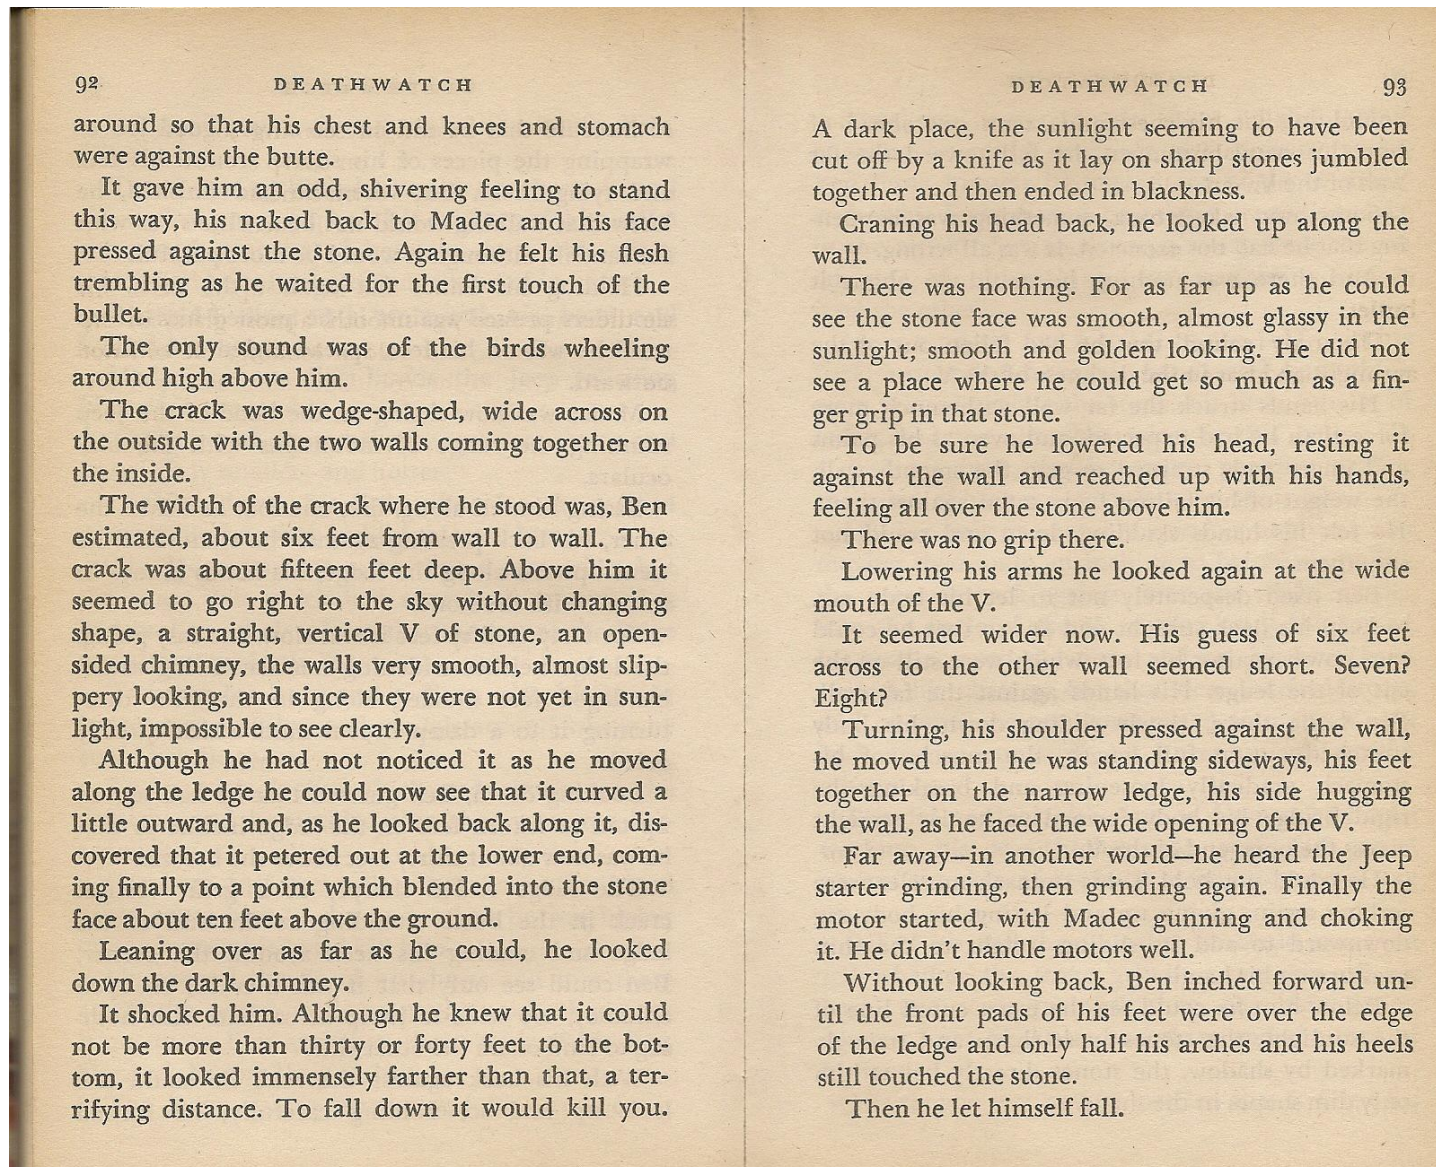 92 DEATHWATCH
around so that his chest and knees and stomach
were against the butte.
It gave him an odd, shivering feeling to stand
this way, his naked back to Madec and his face
pressed against the stone. Again he felt his flesh
trembling as he waited for the first touch of the
bullet.
The only sound was of the birds wheeling
around high above him.
The crack was wedge-shaped, wide across on
the outside with the two walls coming together on
the inside.
The width of the crack where he stood was, Ben
estimated, about six feet from wall to wall. The
crack was about fifteen feet deep. Above him it
seemed to go right to the sky without changing
shape, a straight, vertical V of stone, an open-
sided chimney, the walls very smooth, almost slip-
pery looking, and since they were not yet in sun-
light, impossible to see clearly.
Although he had not noticed it as he moved
along the ledge he could now see that it curved a
little outward and, as he looked back along it, dis-
covered that it petered out at the lower end, com-
ing finally to a point which blended into the stone
face about ten feet above the ground.
Leaning over as far as he could, he looked
down the dark chimney.
It shocked him. Although he knew that it could
not be more than thirty or forty feet to the bot-
tom, it looked immensely farther than that, a ter-
rifying distance. To fall down it would kill you.
DEATHWATCH 93
A dark place, the sunlight seeming to have been
cut off by a knife as it lay on sharp stones jumbled
together and then ended in blackness.
Craning his head back, he looked up along the
wall.
There was nothing. For as far up as he could
see the stone face was smooth, almost glassy in the
sunlight; smooth and golden looking. He did not
see a place where he could get so much as a fin-
ger grip in that stone.
To be sure he lowered his head, resting it
against the wall and reached up with his hands,
feeling all over the stone above him.
There was no grip there.
Lowering his arms he looked again at the wide
mouth of the V.
It seemed wider now. His guess of six feet
across to the other wall seemed short. Seven?
Eight?
Turning, his shoulder pressed against the wall,
he moved until he was standing sideways, his feet
together on the narrow ledge, his side hugging
the wall, as he faced the wide opening of the V.
Far away—in another world—he heard the Jeep
starter grinding, then grinding again. Finally the
motor started, with Madec gunning and choking
it. He didn't handle motors well.
Without looking back, Ben inched forward un-
til the front pads of his feet were over the edge
of the ledge and only half his arches and his heels
still touched the stone.
Then he let himself fall.